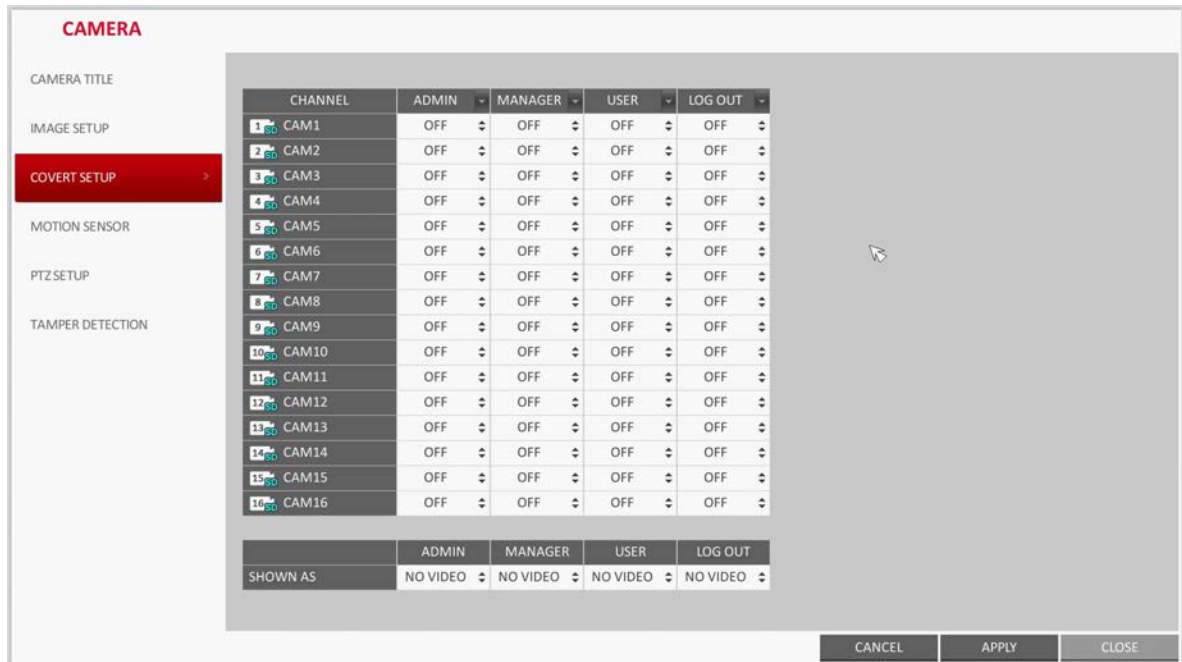 CAMERA
CAMERA TITLE
IMAGE SETUP
COVERT SETUP >
MOTION SENSOR
PTZ SETUP
TAMPER DETECTION
CHANNEL ADMIN MANAGER USER LOG OUT
1 SD CAM1 OFF OFF OFF OFF
2 SD CAM2 OFF OFF OFF OFF
3 SD CAM3 OFF OFF OFF OFF
4 SD CAM4 OFF OFF OFF OFF
5 SD CAM5 OFF OFF OFF OFF
6 SD CAM6 OFF OFF OFF OFF
7 SD CAM7 OFF OFF OFF OFF
8 SD CAM8 OFF OFF OFF OFF
9 SD CAM9 OFF OFF OFF OFF
10 SD CAM10 OFF OFF OFF OFF
11 SD CAM11 OFF OFF OFF OFF
12 SD CAM12 OFF OFF OFF OFF
13 SD CAM13 OFF OFF OFF OFF
14 SD CAM14 OFF OFF OFF OFF
15 SD CAM15 OFF OFF OFF OFF
16 SD CAM16 OFF OFF OFF OFF
ADMIN MANAGER USER LOG OUT
SHOWN AS NO VIDEO NO VIDEO NO VIDEO NO VIDEO
CANCEL APPLY CLOSE